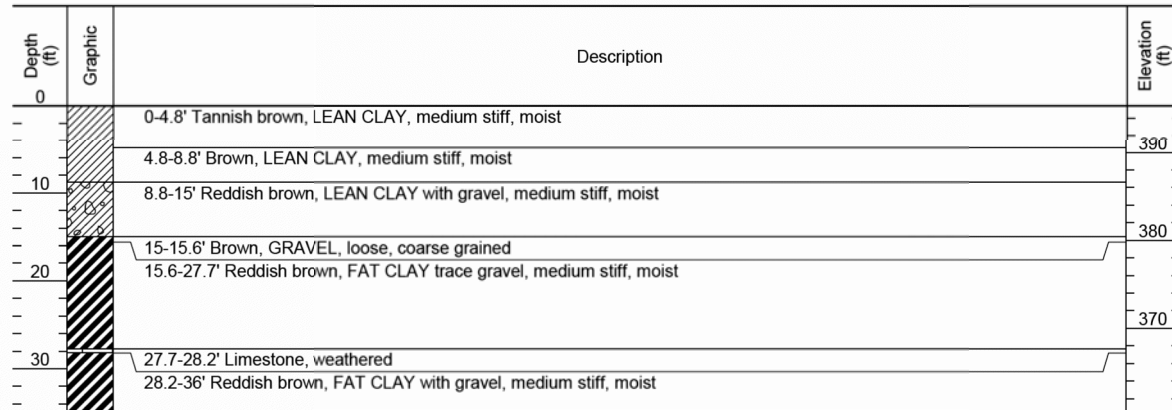 Depth (ft)
Graphic
Description
Elevation (ft)
0
0-4.8' Tannish brown, LEAN CLAY, medium stiff, moist
390
4.8-8.8' Brown, LEAN CLAY, medium stiff, moist
10
8.8-15' Reddish brown, LEAN CLAY with gravel, medium stiff, moist
380
15-15.6' Brown, GRAVEL, loose, coarse grained
20
15.6-27.7' Reddish brown, FAT CLAY trace gravel, medium stiff, moist
370
30
27.7-28.2' Limestone, weathered
28.2-36' Reddish brown, FAT CLAY with gravel, medium stiff, moist